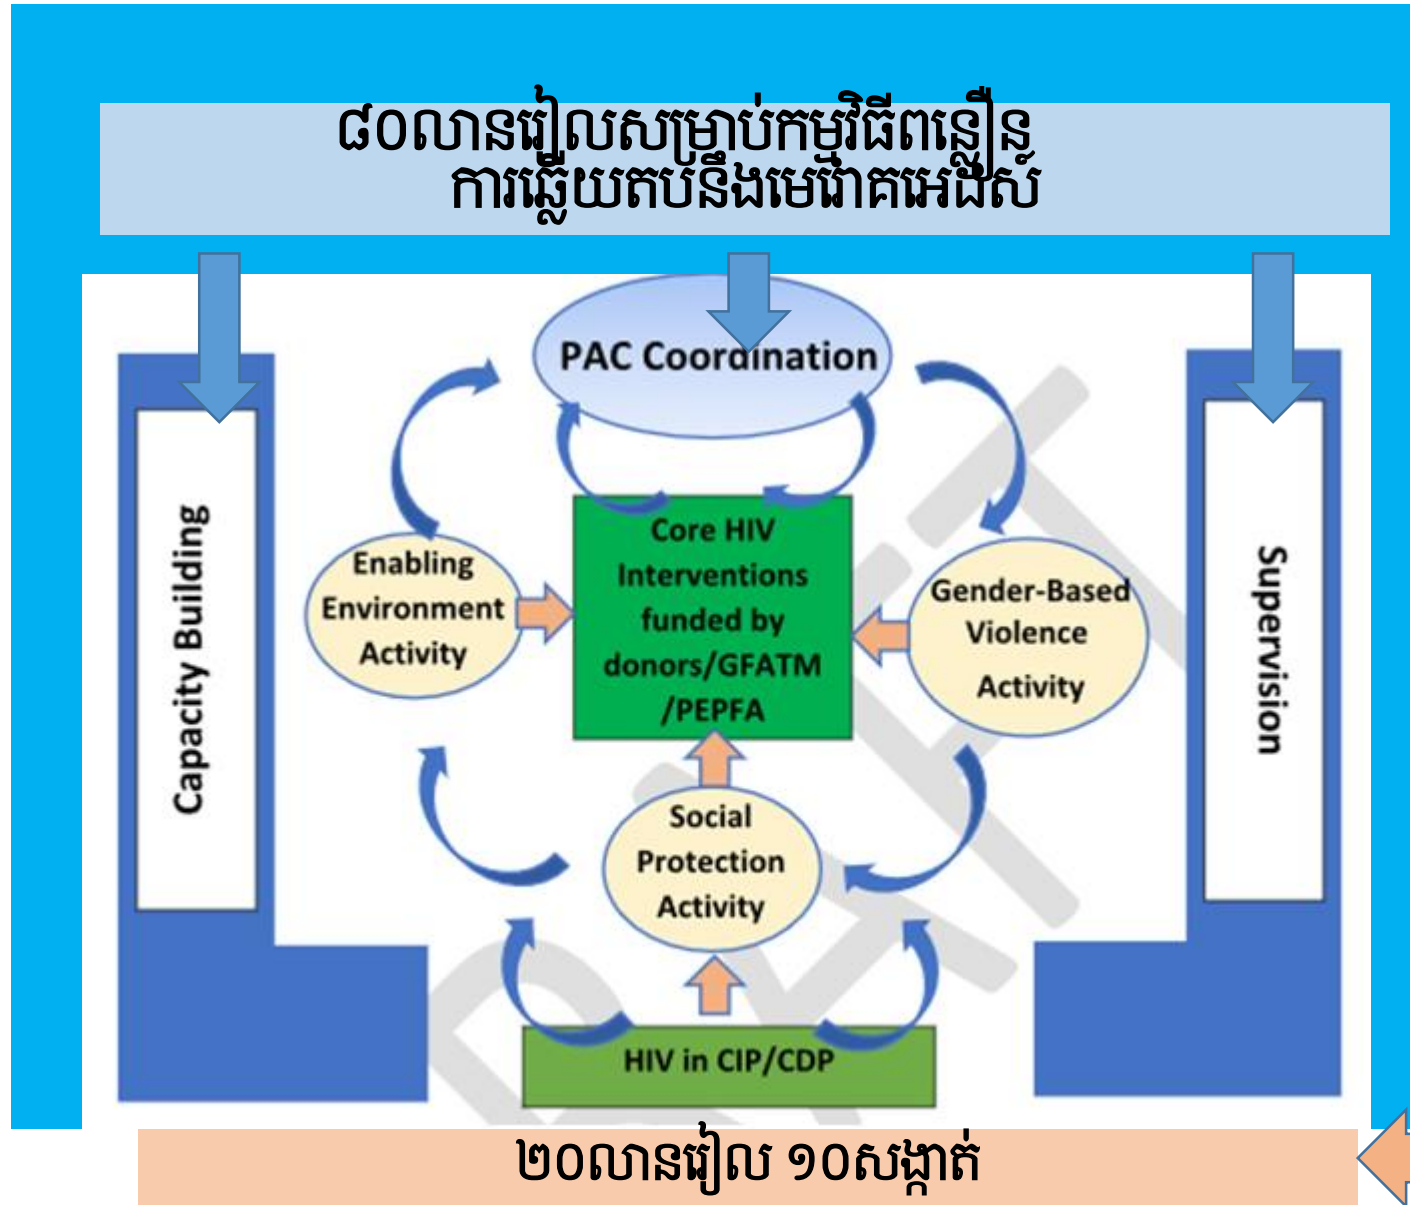 ៨០លានរៀលសម្រាប់កម្មវិធីពន្លឿន
ការឆ្លើយតបនឹងមេរោគអេដស៍
PAC Coordination
Capacity Building
Enabling
Environment
Activity
Core HIV
Interventions
funded by
donors/GFATM
/PEPFA
Gender-Based
Violence
Activity
Supervision
Social
Protection
Activity
HIV in CIP/CDP
DRAFT
២០លានរៀល ១០សង្កាត់